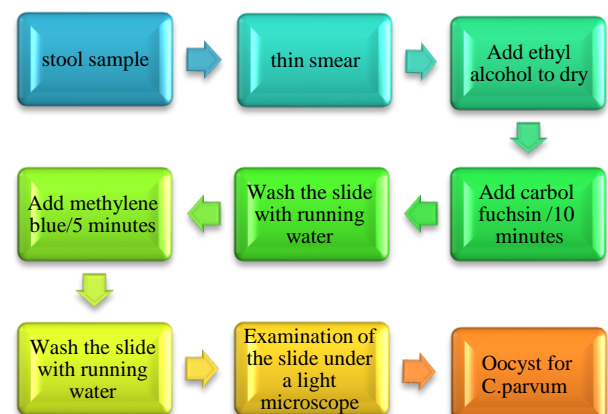 stool sample
thin smear
Add ethyl
alcohol to dry
Add carbol
fuchsin /10
minutes
Wash the slide
with running
water
Add methylene
blue/5 minutes
Wash the slide
with running
water
Examination of
the slide under
a light
microscope
Oocyst for
C.parvum